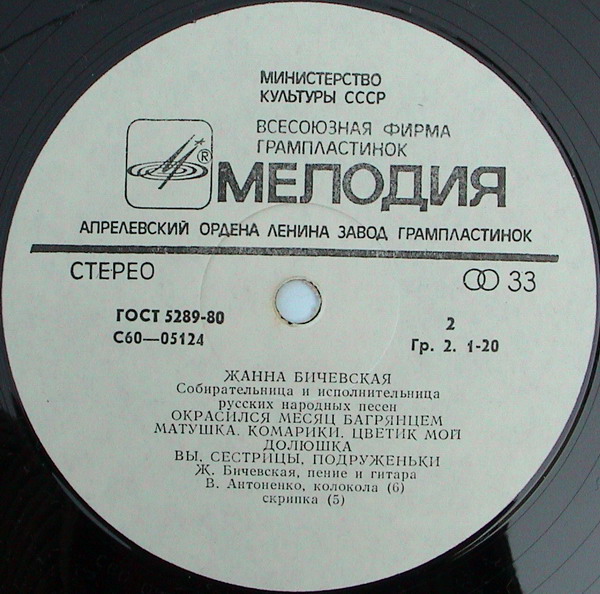 МИНИСТЕРСТВО
КУЛЬТУРЫ СССР
ВСЕСОЮЗНАЯ ФИРМА
ГРАМПЛАСТИНОК
® МЕЛОДИЯ
АПРЕЛЕВСКИЙ ОРДЕНА ЛЕНИНА ЗАВОД ГРАМПЛАСТИНОК
СТЕРЕО
33
ГОСТ 5289-80
С60—05124
2
Гр. 2. 1-20
ЖАННА БИЧЕВСКАЯ
Собирательница и исполнительница
русских народных песен
ОКРАСИЛСЯ МЕСЯЦ БАГРЯНЦЕМ
МАТУШКА. КОМАРИКИ. ЦВЕТИК МОЙ
ДОЛЮШКА
ВЫ, СЕСТРИЦЫ, ПОДРУЖЕНЬКИ
Ж. Бичевская, пение и гитара
В. Антоненко, колокола (6)
скрипка (5)